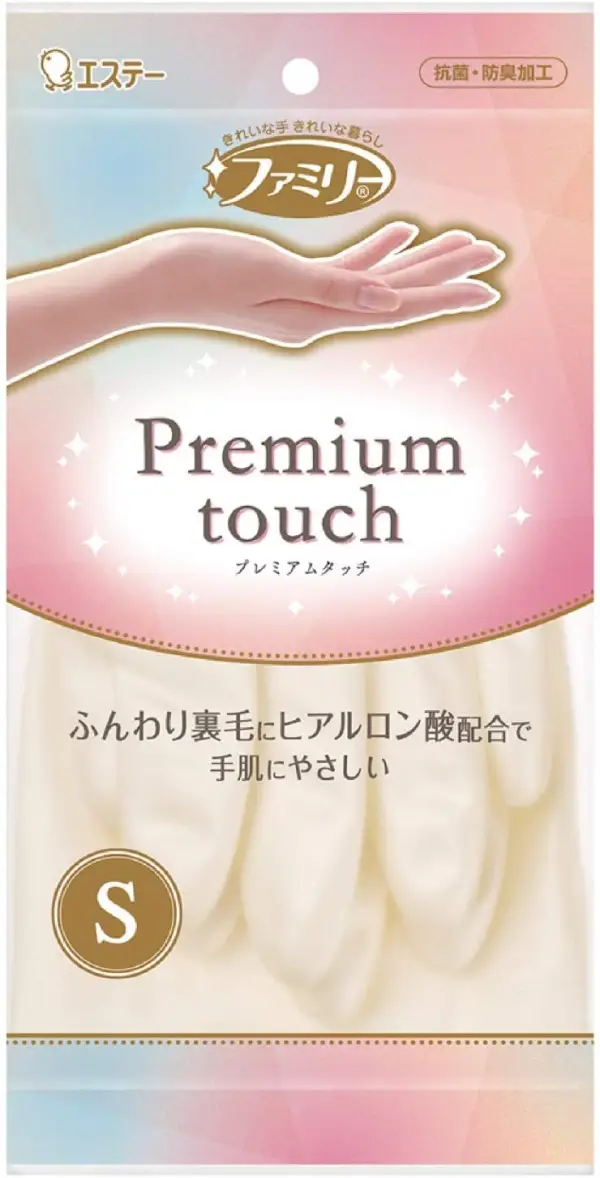 エステー
抗菌・防臭加工
きれいな手 きれいな暮らし
ファミリー®
Premium
touch
プレミアムタッチ
ふんわり裏毛にヒアルロン酸配合で
手肌にやさしい
S